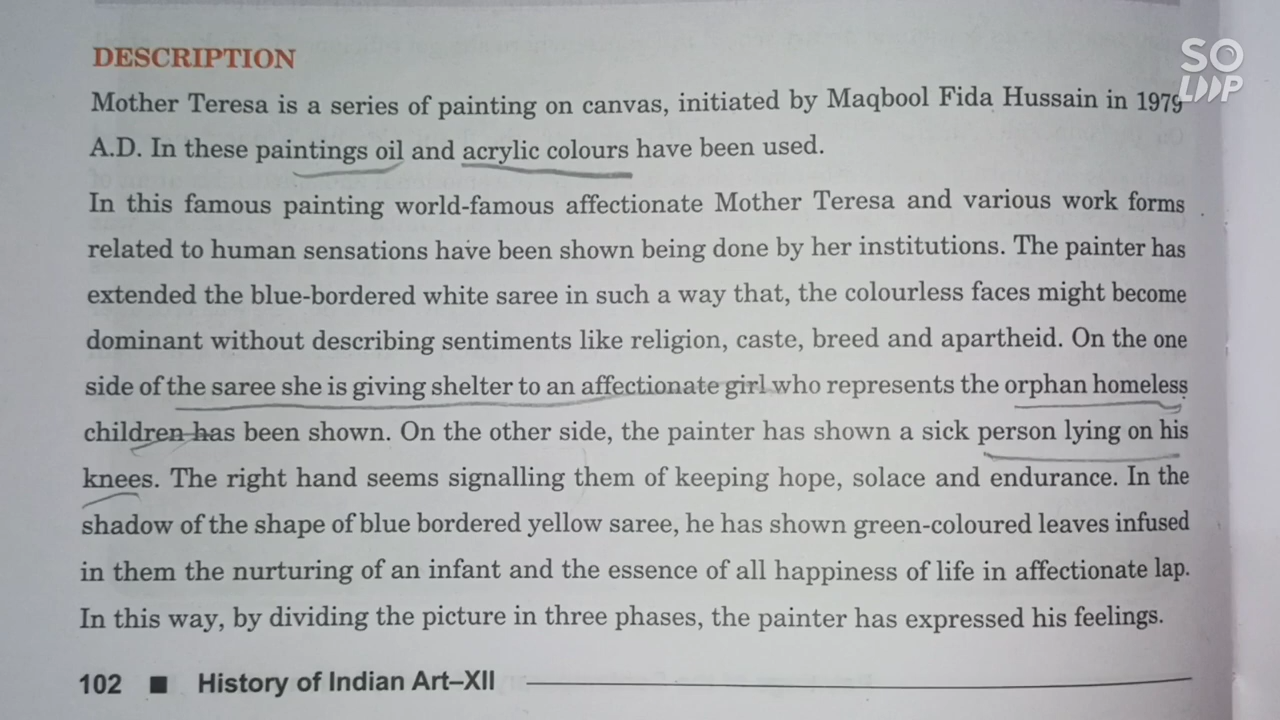 SO
LOOP
DESCRIPTION
Mother Teresa is a series of painting on canvas, initiated by Maqbool Fida Hussain in 1979
A.D. In these paintings oil and acrylic colours have been used.
In this famous painting world-famous affectionate Mother Teresa and various work forms
related to human sensations have been shown being done by her institutions. The painter has
extended the blue-bordered white saree in such a way that, the colourless faces might become
dominant without describing sentiments like religion, caste, breed and apartheid. On the one
side of the saree she is giving shelter to an affectionate girl who represents the orphan homeless
children has been shown. On the other side, the painter has shown a sick person lying on his
knees. The right hand seems signalling them of keeping hope, solace and endurance. In the
shadow of the shape of blue bordered yellow saree, he has shown green-coloured leaves infused
in them the nurturing of an infant and the essence of all happiness of life in affectionate lap.
In this way, by dividing the picture in three phases, the painter has expressed his feelings.
102 ■ History of Indian Art–XII